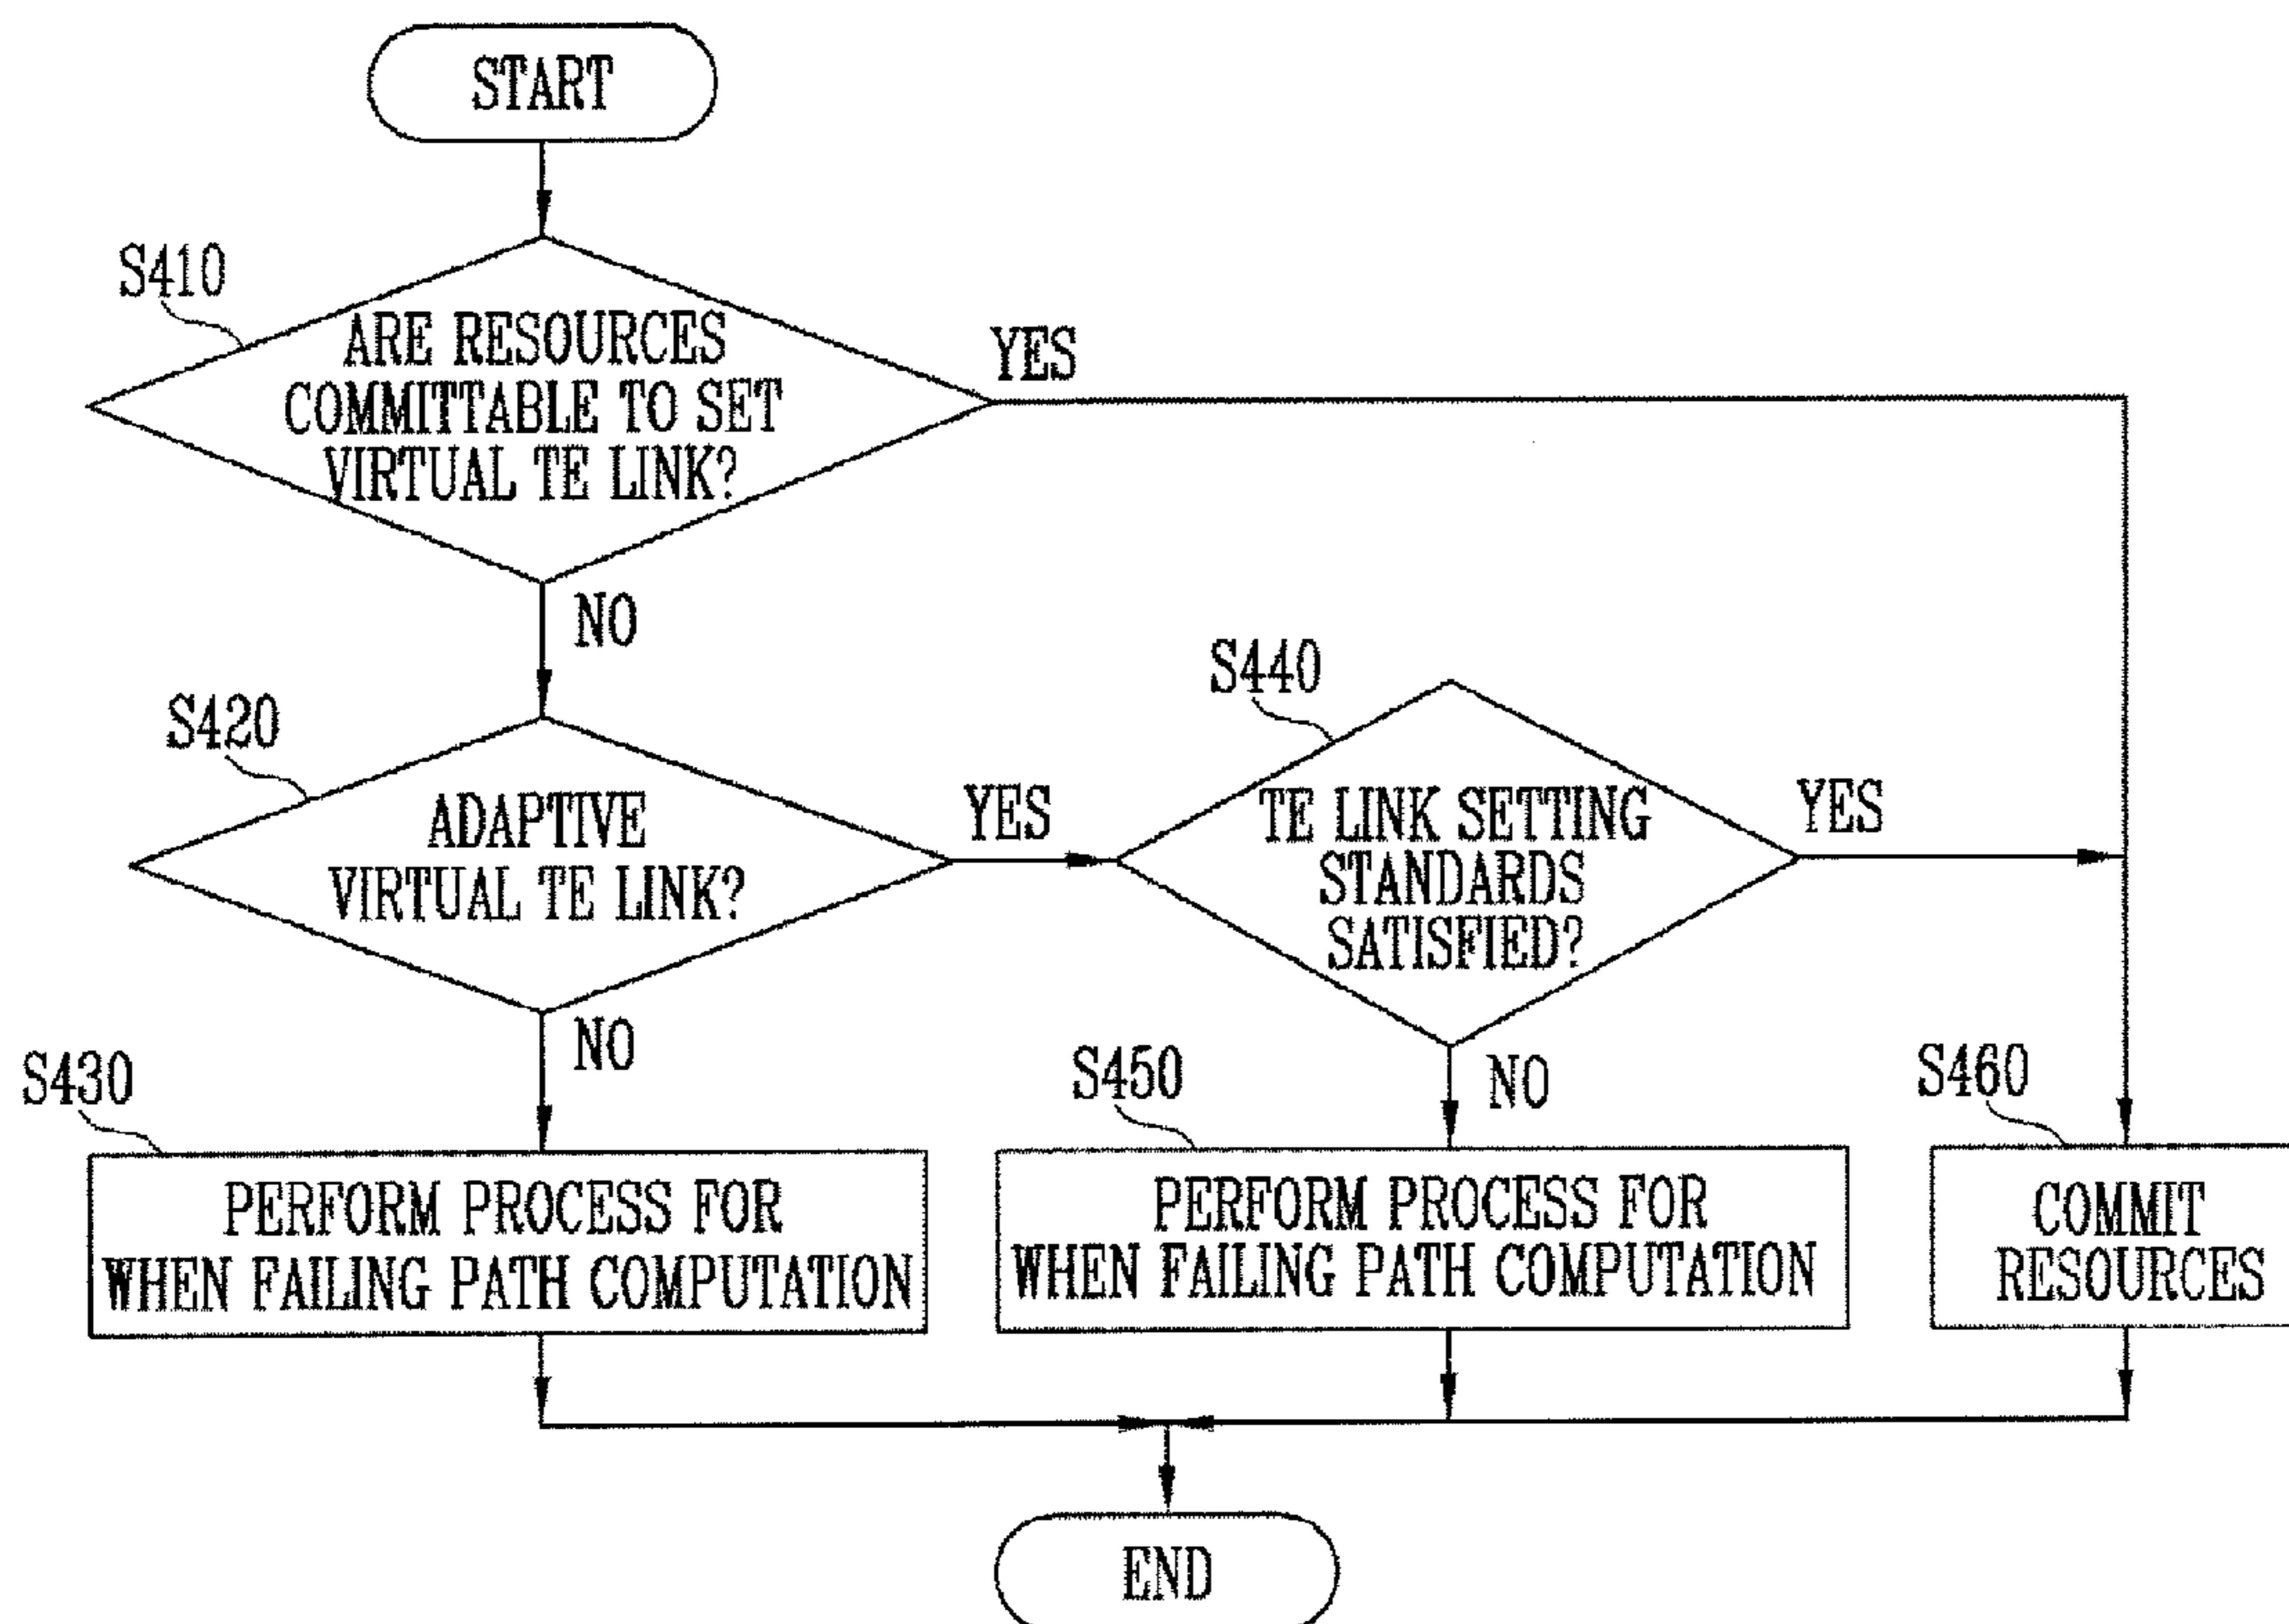 START
S410
ARE RESOURCES
COMMITTABLE TO SET
VIRTUAL TE LINK?
YES
NO
S420
ADAPTIVE
VIRTUAL TE LINK?
YES
S440
TE LINK SETTING
STANDARDS
SATISFIED?
YES
NO
S430
PERFORM PROCESS FOR
WHEN FAILING PATH COMPUTATION
NO
S450
PERFORM PROCESS FOR
WHEN FAILING PATH COMPUTATION
S460
COMMIT
RESOURCES
END